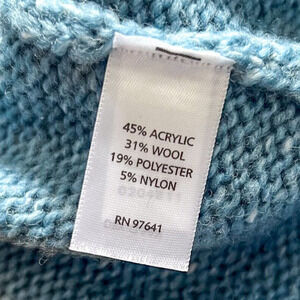 45% ACRYLIC
31% WOOL
19% POLYESTER
5% NYLON
RN 97641